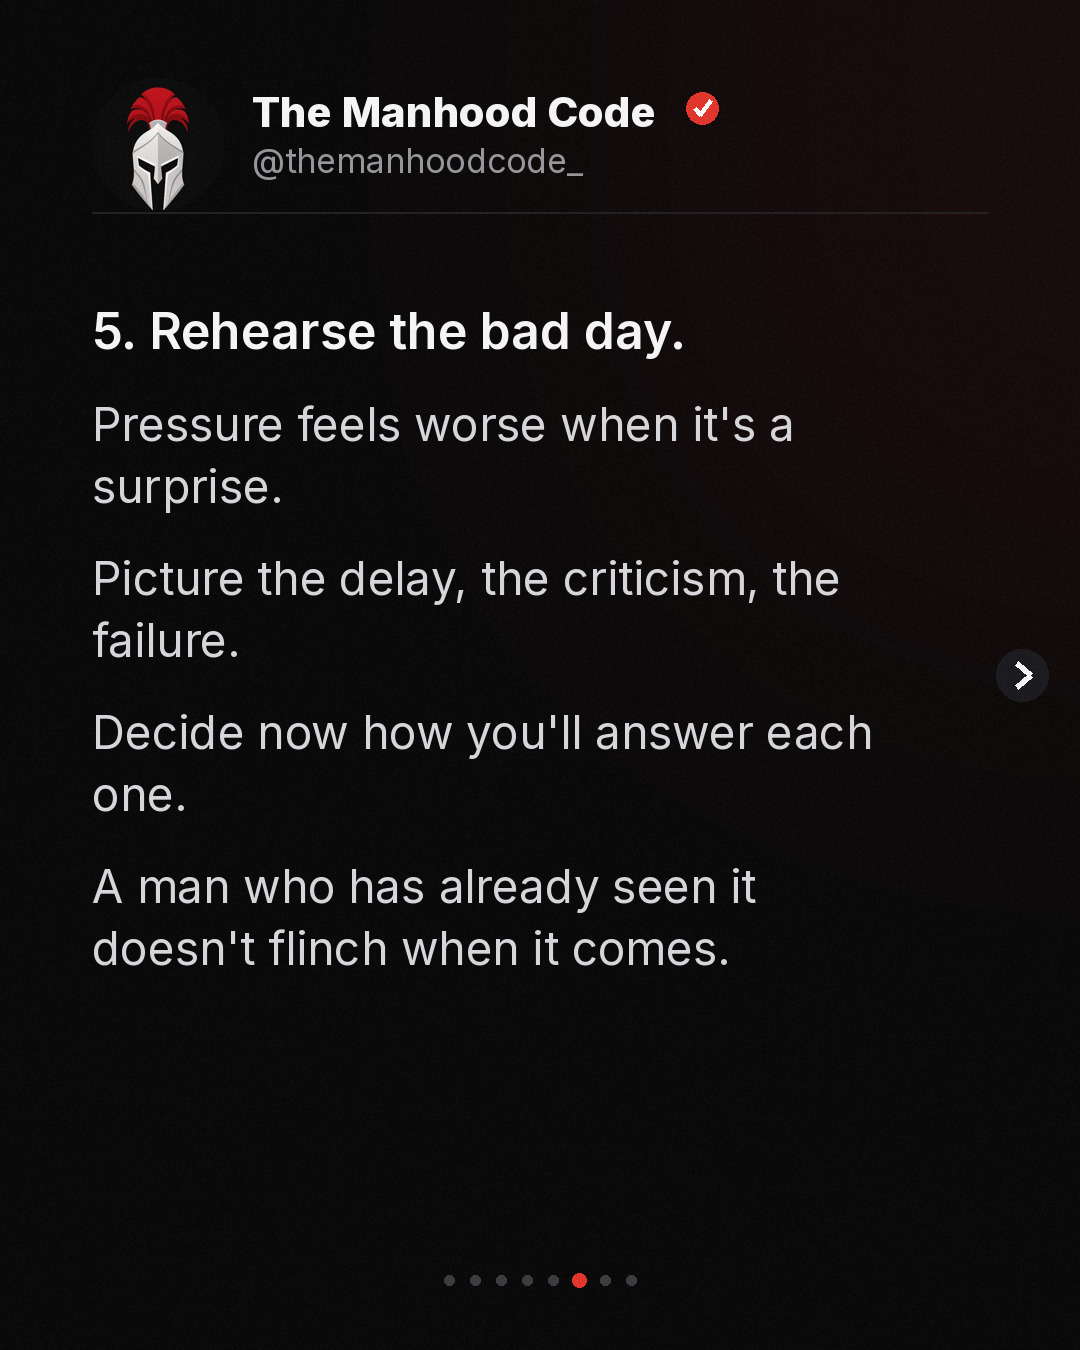 The Manhood Code
@themanhoodcode_
5. Rehearse the bad day.
Pressure feels worse when it's a
surprise.
Picture the delay, the criticism, the
failure.
Decide now how you'll answer each
one.
A man who has already seen it
doesn't flinch when it comes.